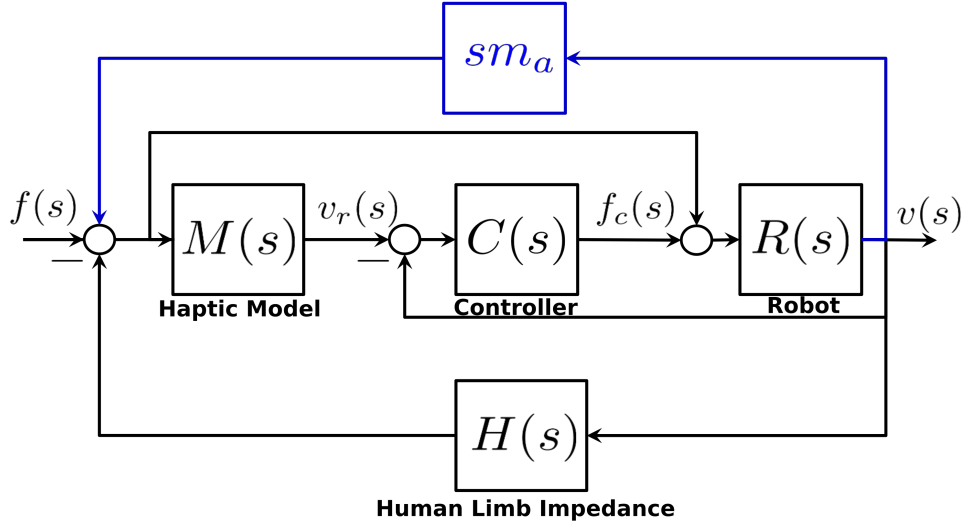 sm_a
f(s)
M(s)
v_r(s)
C(s)
f_c(s)
R(s)
v(s)
−
−
Haptic Model
Controller
Robot
H(s)
Human Limb Impedance